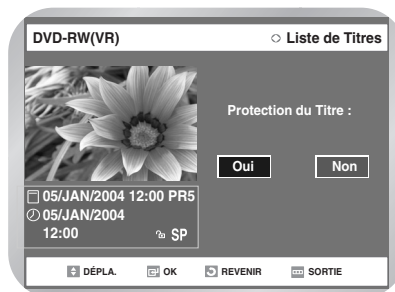 DVD-RW(VR)
Liste de Titres
Protection du Titre :
Oui Non
05/JAN/2004 12:00 PR5
05/JAN/2004
12:00 SP
DÉPLA. OK REVENIR SORTIE